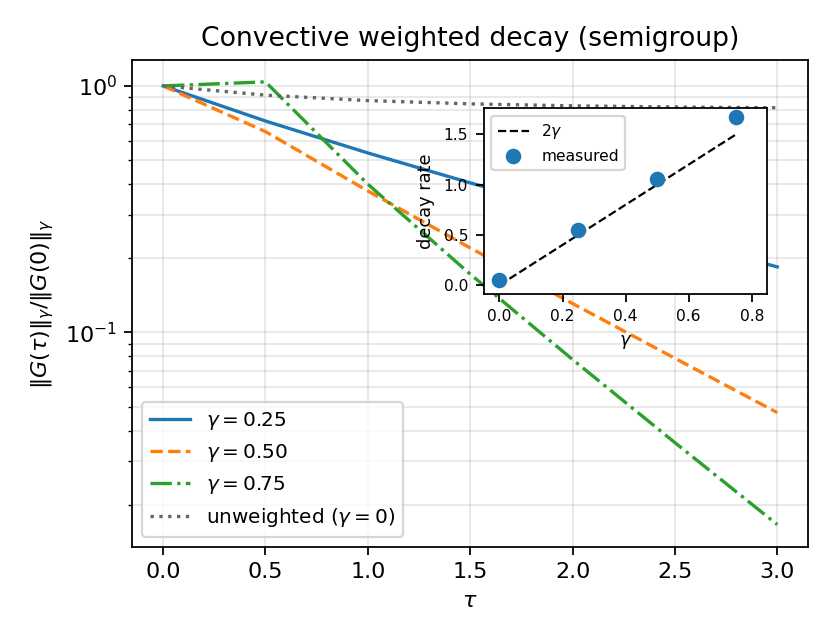 Convective weighted decay (semigroup)
‖G(τ)‖γ/‖G(0)‖γ
10⁰
10⁻¹
decay rate
1.5
1.0
0.5
0.0
2γ
measured
0.0 0.2 0.4 0.6 0.8
γ
γ = 0.25
γ = 0.50
γ = 0.75
unweighted (γ = 0)
0.0 0.5 1.0 1.5 2.0 2.5 3.0
τ